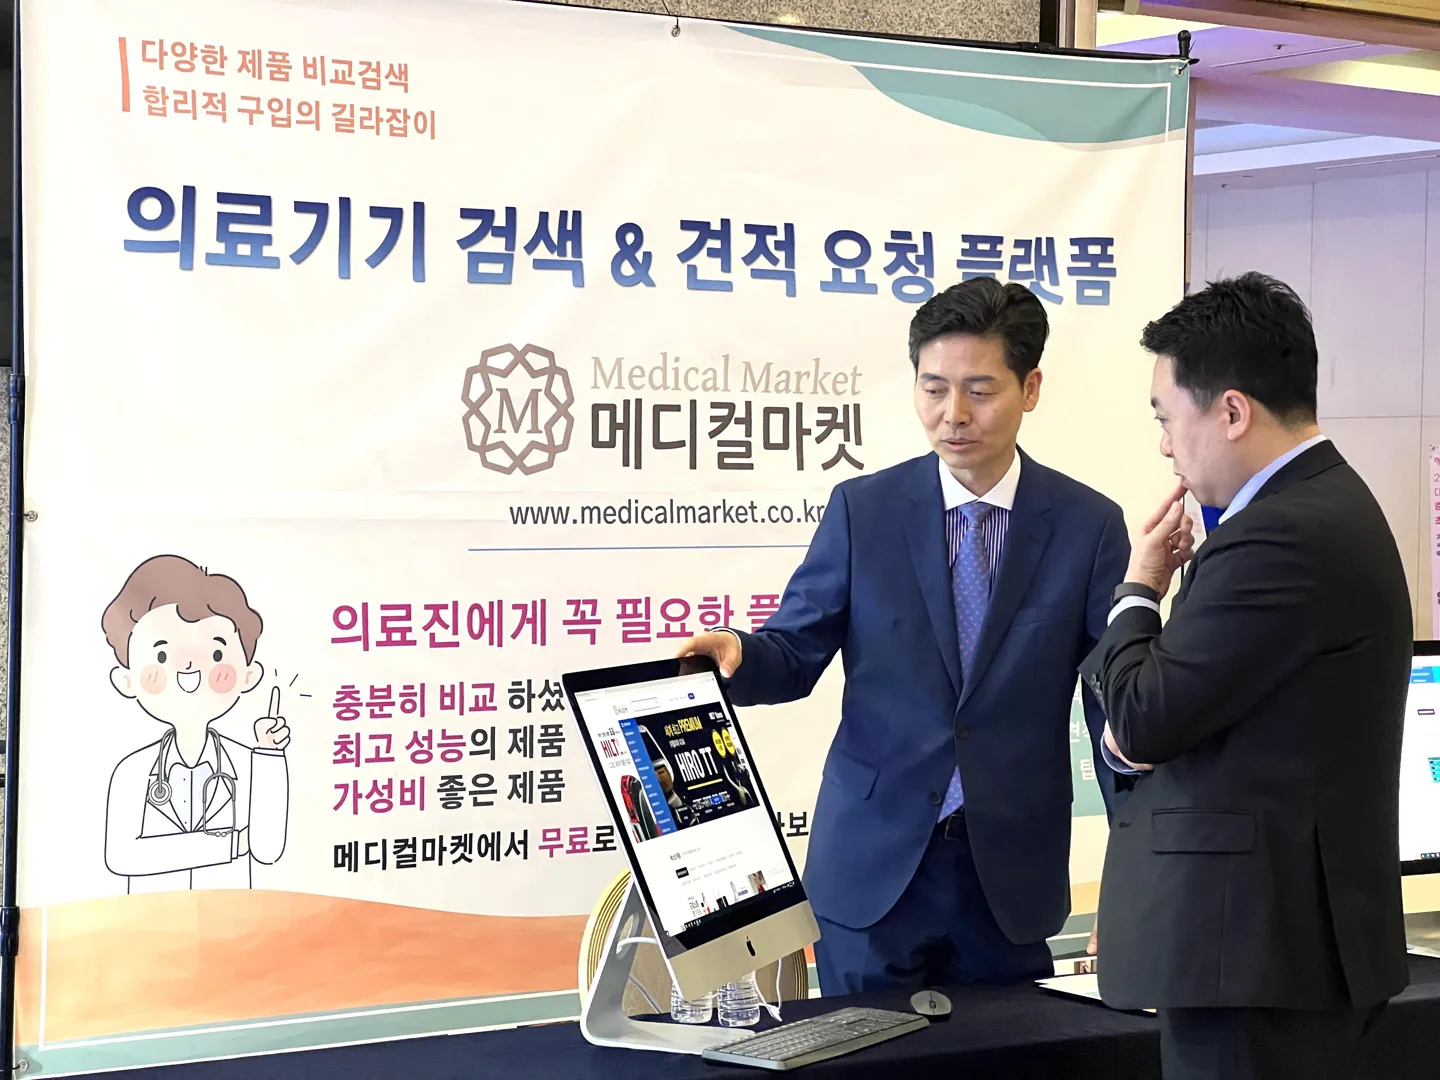 다양한 제품 비교검색
합리적 구입의 길라잡이
의료기기 검색 & 견적 요청 플랫폼
M
Medical Market
메디컬마켓
www.medicalmarket.co.kr
의료진에게 꼭 필요한 플
충분히 비교 하셨
최고 성능의 제품
가성비 좋은 제품
메디컬마켓에서 무료로
보
PREMIUM
HIRO TT